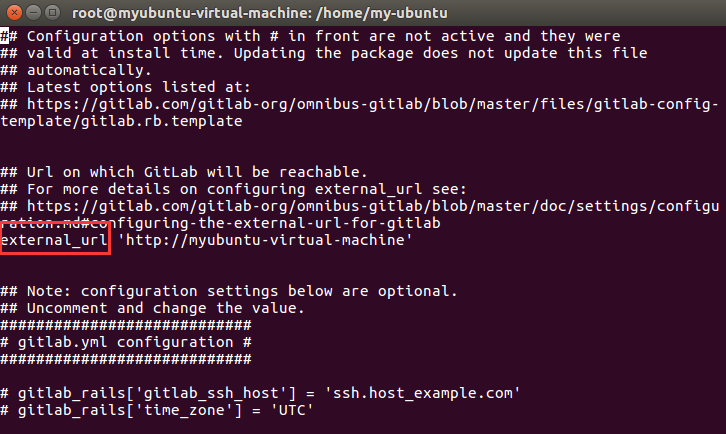 root@myubuntu-virtual-machine: /home/my-ubuntu
## Configuration options with # in front are not active and they were
## valid at install time. Updating the package does not update this file
## automatically.
## Latest options listed at:
## https://gitlab.com/gitlab-org/omnibus-gitlab/blob/master/files/gitlab-config-
template/gitlab.rb.template
## Url on which GitLab will be reachable.
## For more details on configuring external_url see:
## https://gitlab.com/gitlab-org/omnibus-gitlab/blob/master/doc/settings/configu
ration.md#configuring-the-external-url-for-gitlab
external_url 'http://myubuntu-virtual-machine'
## Note: configuration settings below are optional.
## Uncomment and change the value.
############################
# gitlab.yml configuration #
############################
# gitlab_rails['gitlab_ssh_host'] = 'ssh.host_example.com'
# gitlab_rails['time_zone'] = 'UTC'